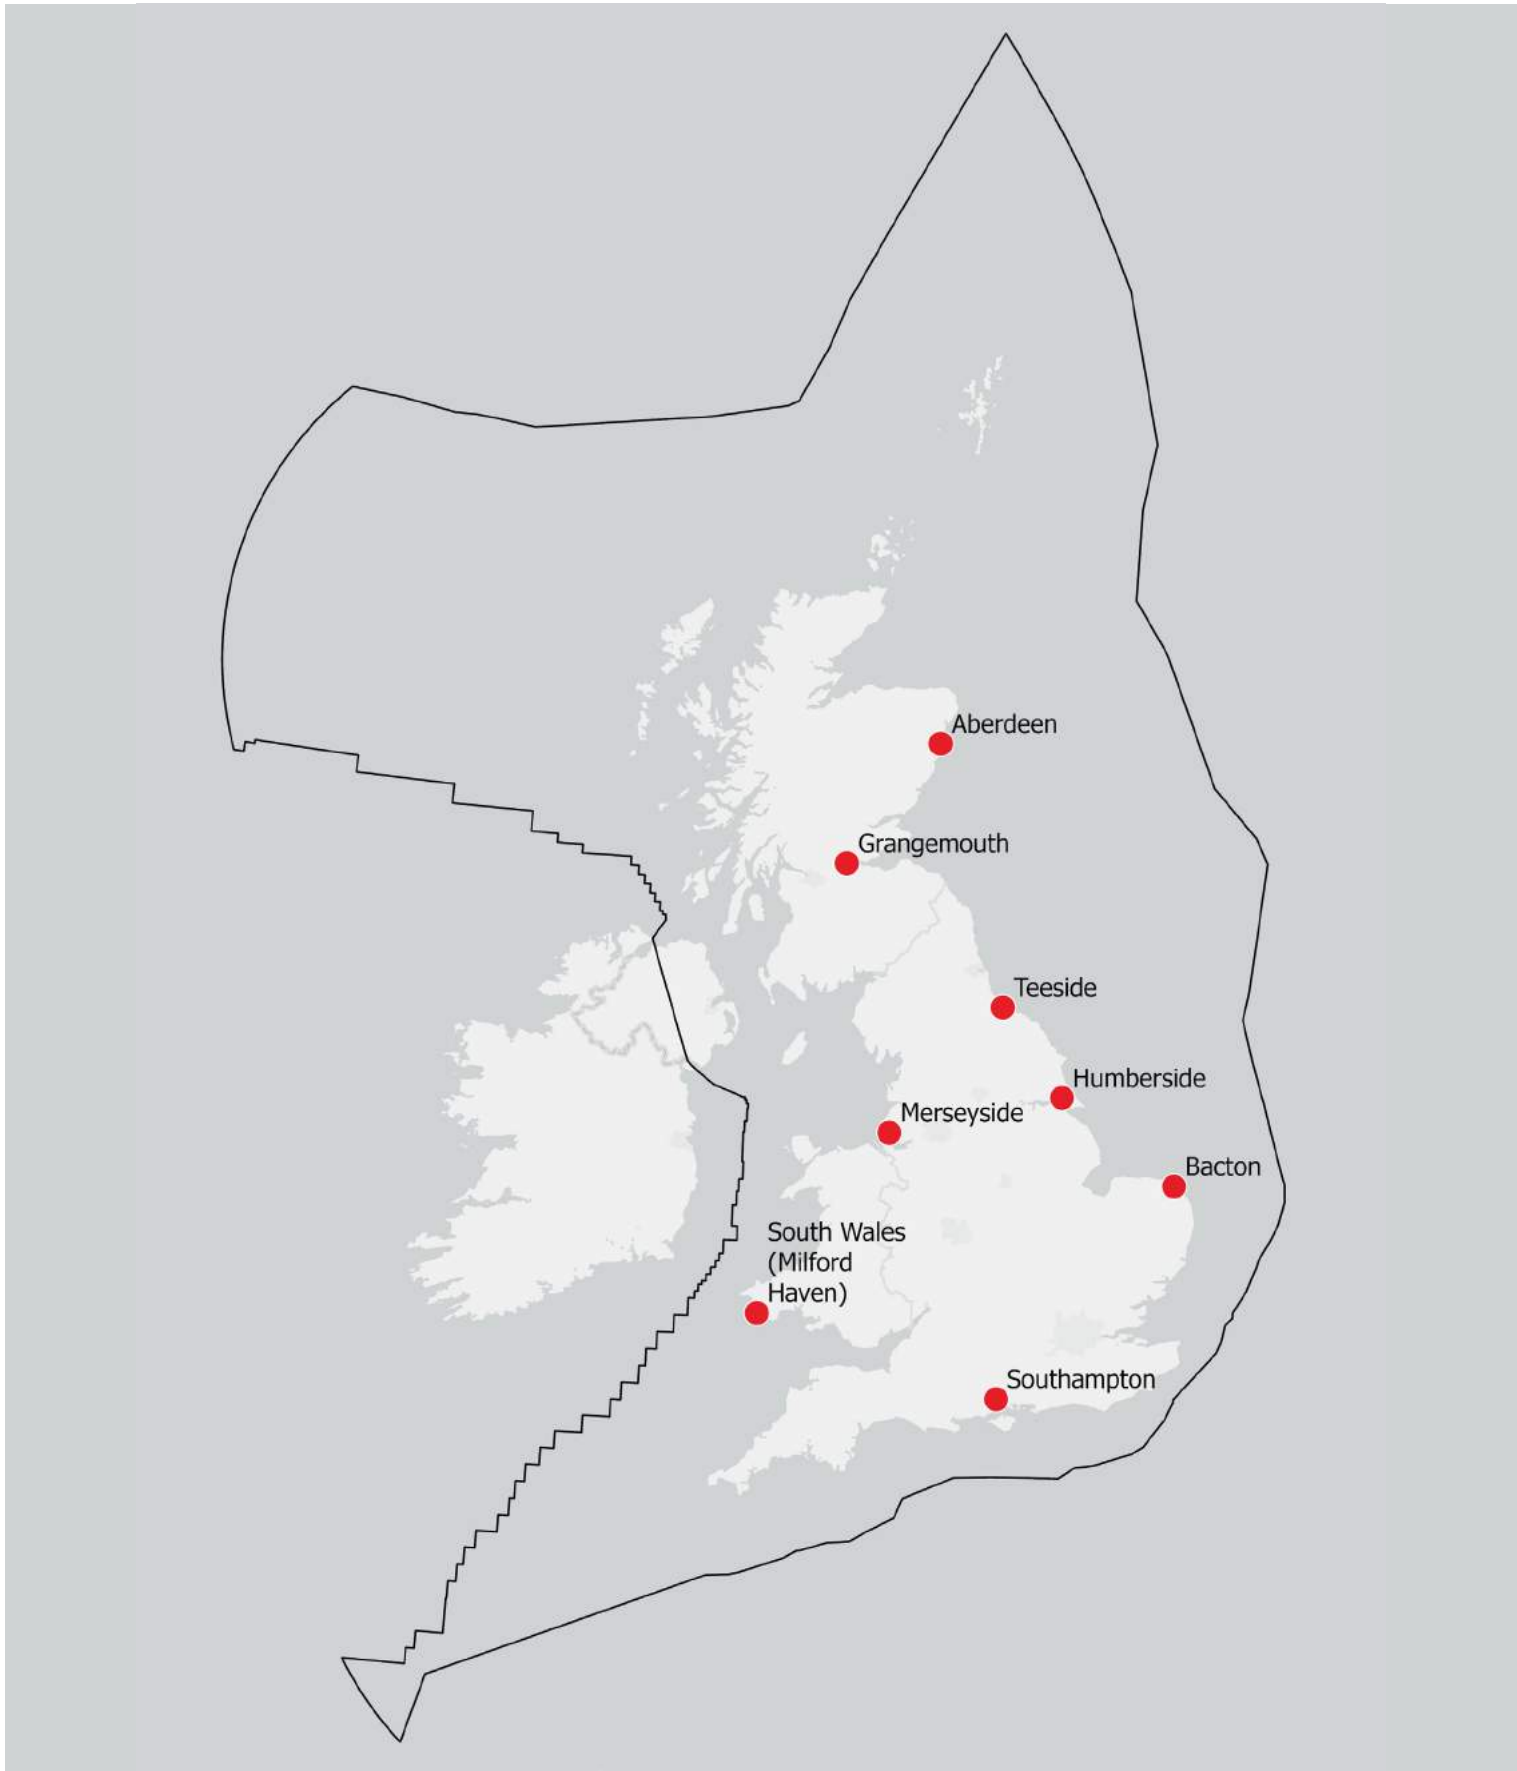 Aberdeen
Grangemouth
Teeside
Humberside
Merseyside
Bacton
South Wales
(Milford
Haven)
Southampton